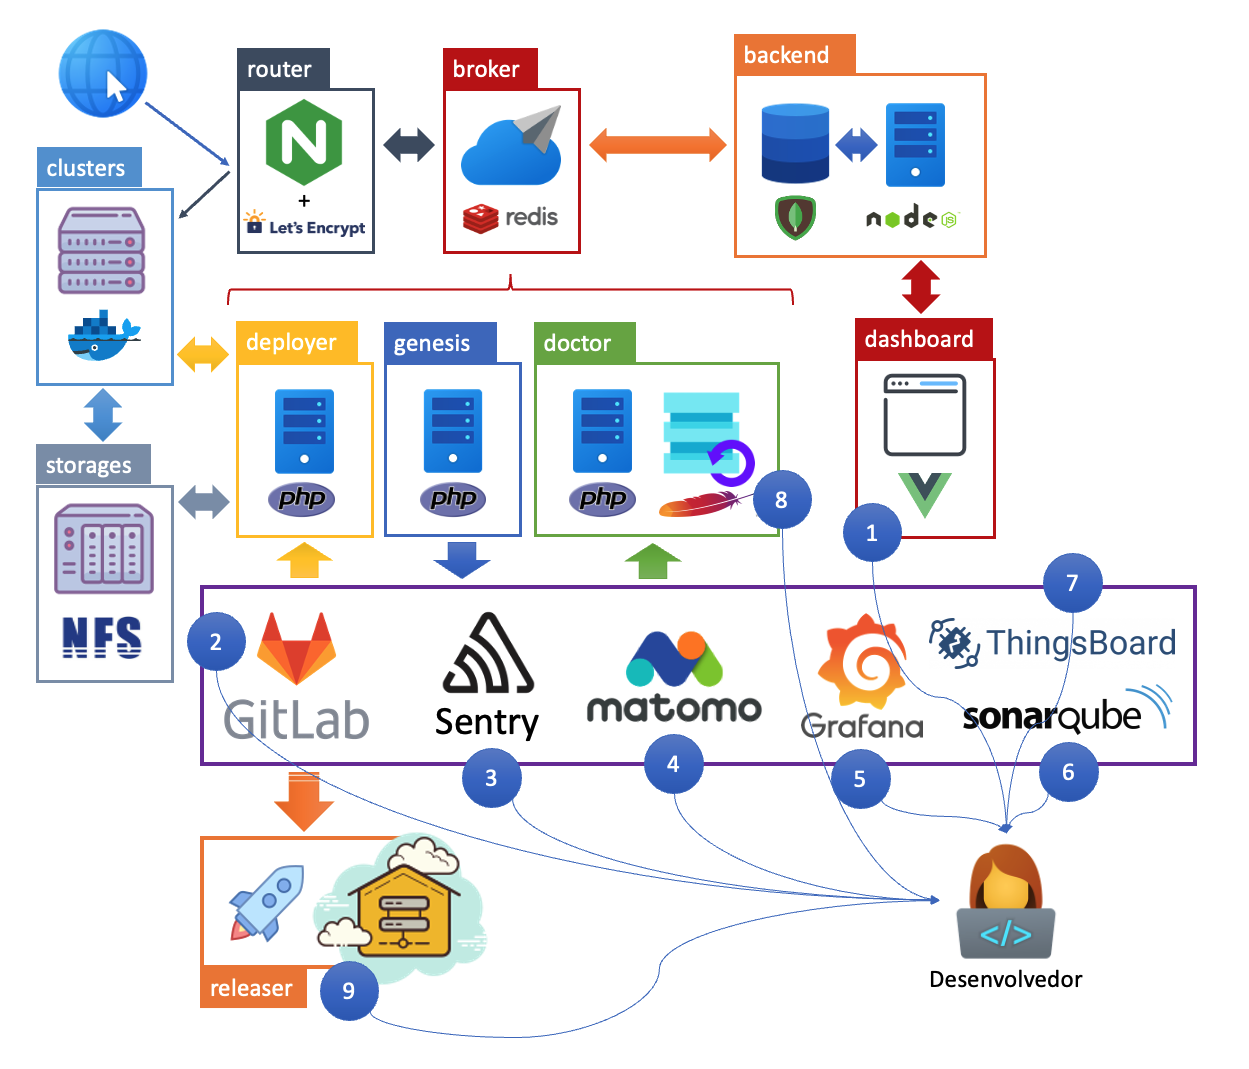 router
broker
backend
clusters
N
+
Let's Encrypt
redis
node
JS
deployer
genesis
doctor
dashboard
storages
php
php
php
8
1
7
NFS
2
GitLab
Sentry
matomo
Grafana
ThingsBoard
sonarqube
3
4
5
6
releaser
9
</>
Desenvolvedor